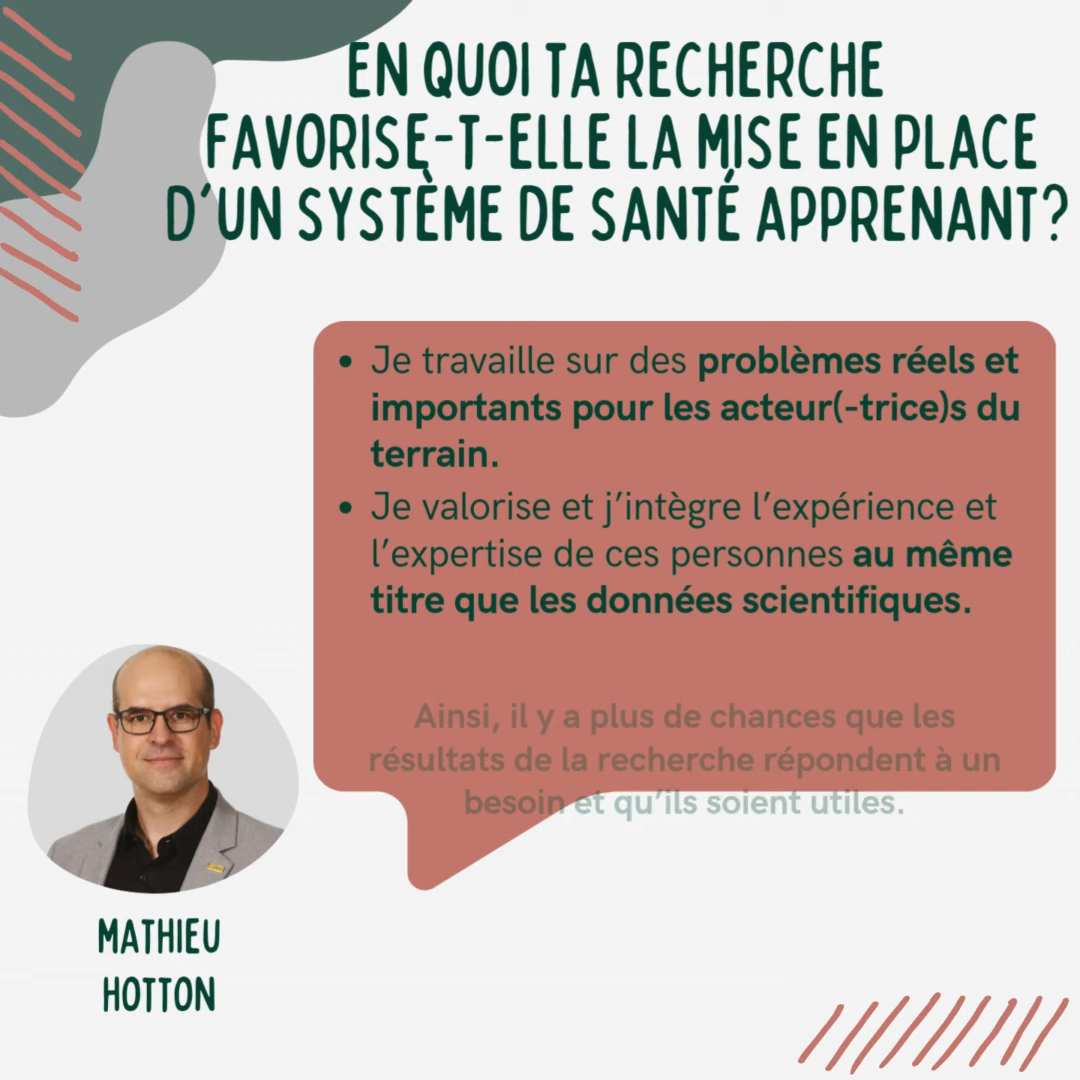 EN QUOI TA RECHERCHE
FAVORISE-T-ELLE LA MISE EN PLACE
D'UN SYSTÈME DE SANTÉ APPRENANT?
• Je travaille sur des problèmes réels et
importants pour les acteur(-trice)s du
terrain.
• Je valorise et j'intègre l'expérience et
l'expertise de ces personnes au même
titre que les données scientifiques.
Ainsi, il y a plus de chances que les
résultats de la recherche répondent à un
besoin et qu'ils soient utiles.
MATHIEU
HOTTON